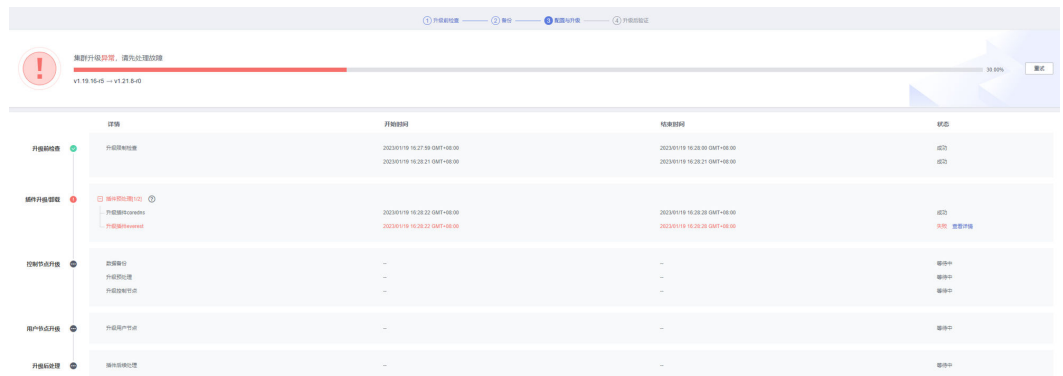 1 升级前检查 2 备份 3 配置与升级 4 升级后验证
集群升级异常，请先处理故障
30.00% 重试
v1.19.16-r5 → v1.21.8-r0
详情 开始时间 结束时间 状态
升级前检查 升级限制检查 2023/01/19 16:27:59 GMT+08:00 2023/01/19 16:28:00 GMT+08:00 成功
2023/01/19 16:28:21 GMT+08:00 2023/01/19 16:28:21 GMT+08:00 成功
插件升级/卸载 插件预处理(1/2) ?
升级插件coredns 2023/01/19 16:28:22 GMT+08:00 2023/01/19 16:28:28 GMT+08:00 成功
升级插件everest 2023/01/19 16:28:22 GMT+08:00 2023/01/19 16:28:28 GMT+08:00 失败 查看详情
控制节点升级 数据备份 -- -- 等待中
升级预处理 -- -- 等待中
升级控制节点 -- -- 等待中
用户节点升级 升级用户节点 -- -- 等待中
升级后处理 插件后续处理 -- -- 等待中